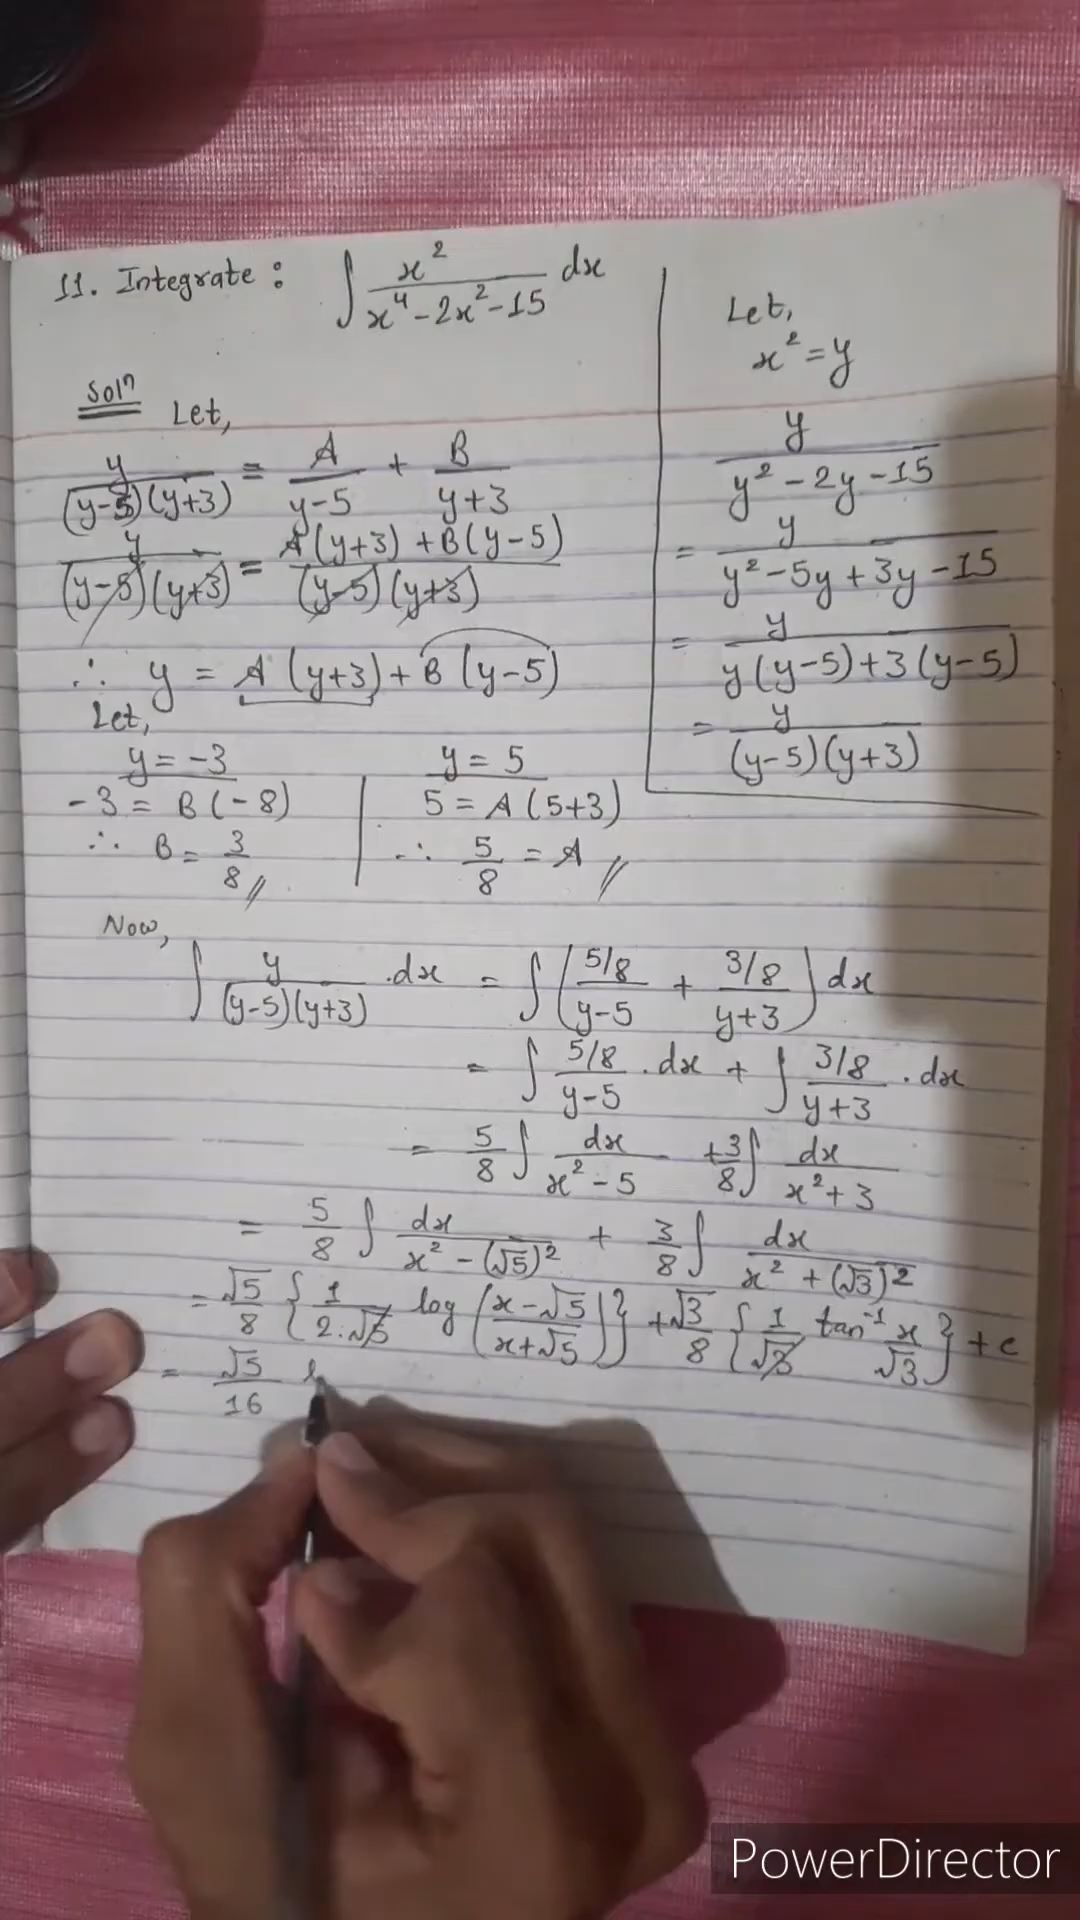 11. Integrate : ∫ x²/(x⁴-2x²-15) dx
Let,
x² = y
y/(y²-2y-15)
= y/(y²-5y+3y-15)
= y/(y(y-5)+3(y-5))
= y/((y-5)(y+3))
Solⁿ Let,
y/((y-5)(y+3)) = A/(y-5) + B/(y+3)
y/((y-5)(y+3)) = (A(y+3)+B(y-5))/((y-5)(y+3))
∴ y = A(y+3)+B(y-5)
Let,
y = -3
-3 = B(-8)
∴ B = 3/8 //
y = 5
5 = A(5+3)
∴ 5/8 = A //
Now,
∫ y/((y-5)(y+3)) .dx = ∫ ((5/8)/(y-5) + (3/8)/(y+3)) dx
= ∫ (5/8)/(y-5) .dx + ∫ (3/8)/(y+3) .dx
= 5/8 ∫ dx/(x²-5) + 3/8 ∫ dx/(x²+3)
= 5/8 ∫ dx/(x²-(√5)²) + 3/8 ∫ dx/(x²+(√3)²)
= √5/8 {1/(2.√5) log ((x-√5)/(x+√5))} + √3/8 {1/√3 tan⁻¹ x/√3} + c
= √5/16
PowerDirector